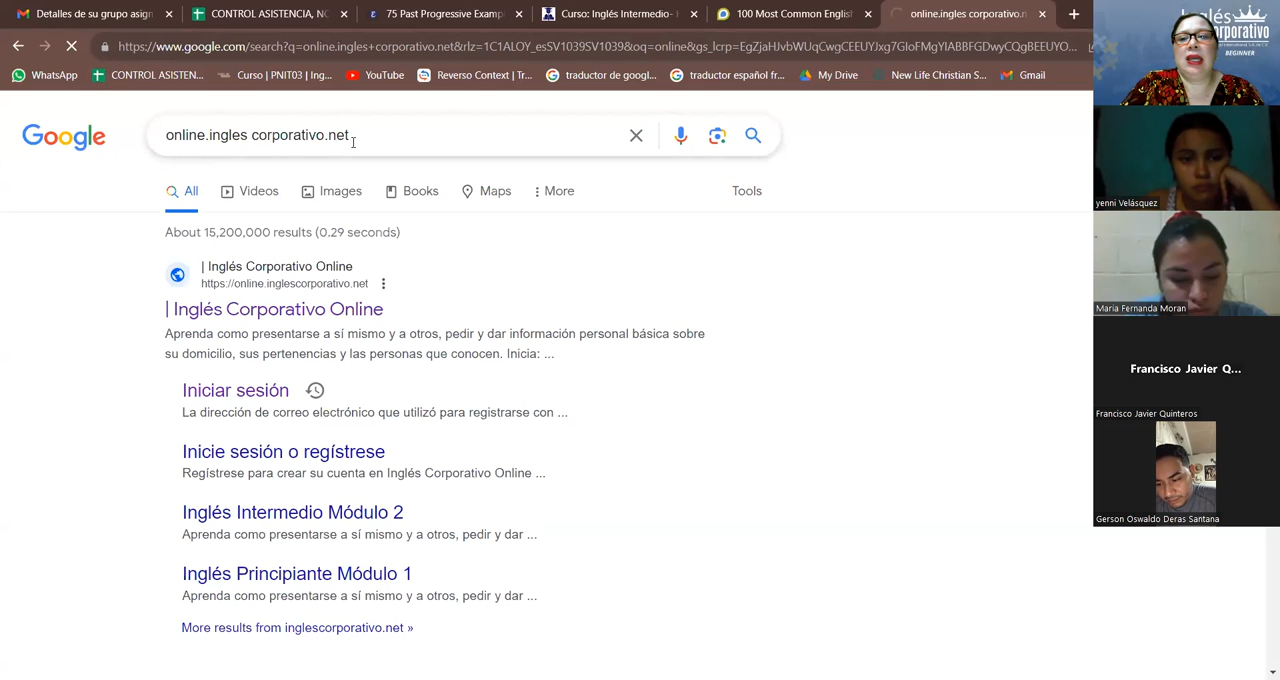 Detalles de su grupo asign
CONTROL ASISTENCIA, NC
75 Past Progressive Examp
Curso: Inglés Intermedio-
100 Most Common English
online.ingles corporativo.n
https://www.google.com/search?q=online.ingles+corporativo.net&rlz=1C1ALOY_esSV1039SV1039&oq=online&gs_lcrp=
WhatsApp
CONTROL ASISTEN...
Curso | PNIT03 | Ing...
YouTube
Reverso Context | Tr...
traductor de googl...
traductor español fr...
My Drive
New Life Christian S...
Gmail
Google
online.ingles corporativo.net
All
Videos
Images
Books
Maps
More
Tools
About 15,200,000 results (0.29 seconds)
| Inglés Corporativo Online
https://online.inglescorporativo.net
| Inglés Corporativo Online
Aprenda como presentarse a sí mismo y a otros, pedir y dar información personal básica sobre
su domicilio, sus pertenencias y las personas que conocen. Inicia: ...
Iniciar sesión
La dirección de correo electrónico que utilizó para registrarse con ...
Inicie sesión o regístrese
Regístrese para crear su cuenta en Inglés Corporativo Online ...
Inglés Intermedio Módulo 2
Aprenda como presentarse a sí mismo y a otros, pedir y dar ...
Inglés Principiante Módulo 1
Aprenda como presentarse a sí mismo y a otros, pedir y dar ...
More results from inglescorporativo.net »
Inglés
Corporativo
BEGINNER
yenni Velásquez
Maria Fernanda Moran
Francisco Javier Q...
Francisco Javier Quinteros
Gerson Oswaldo Deras Santana